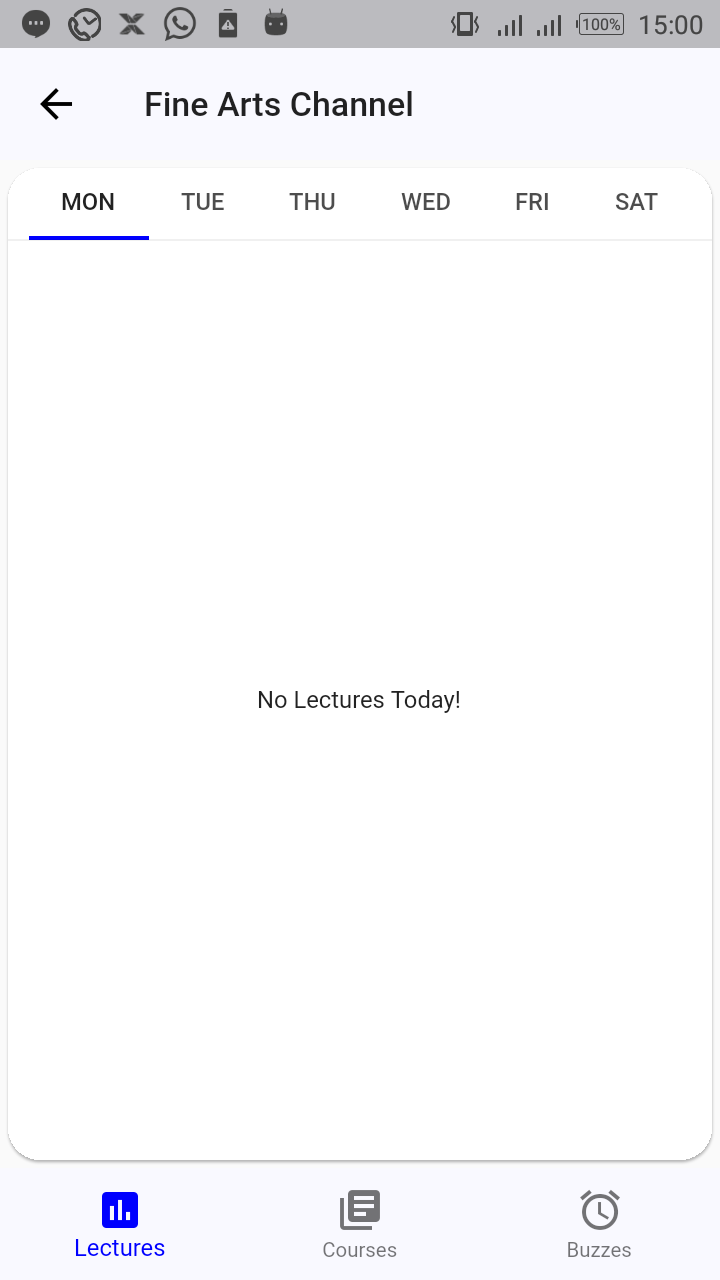 100% 15:00
Fine Arts Channel
MON TUE THU WED FRI SAT
No Lectures Today!
Lectures Courses Buzzes